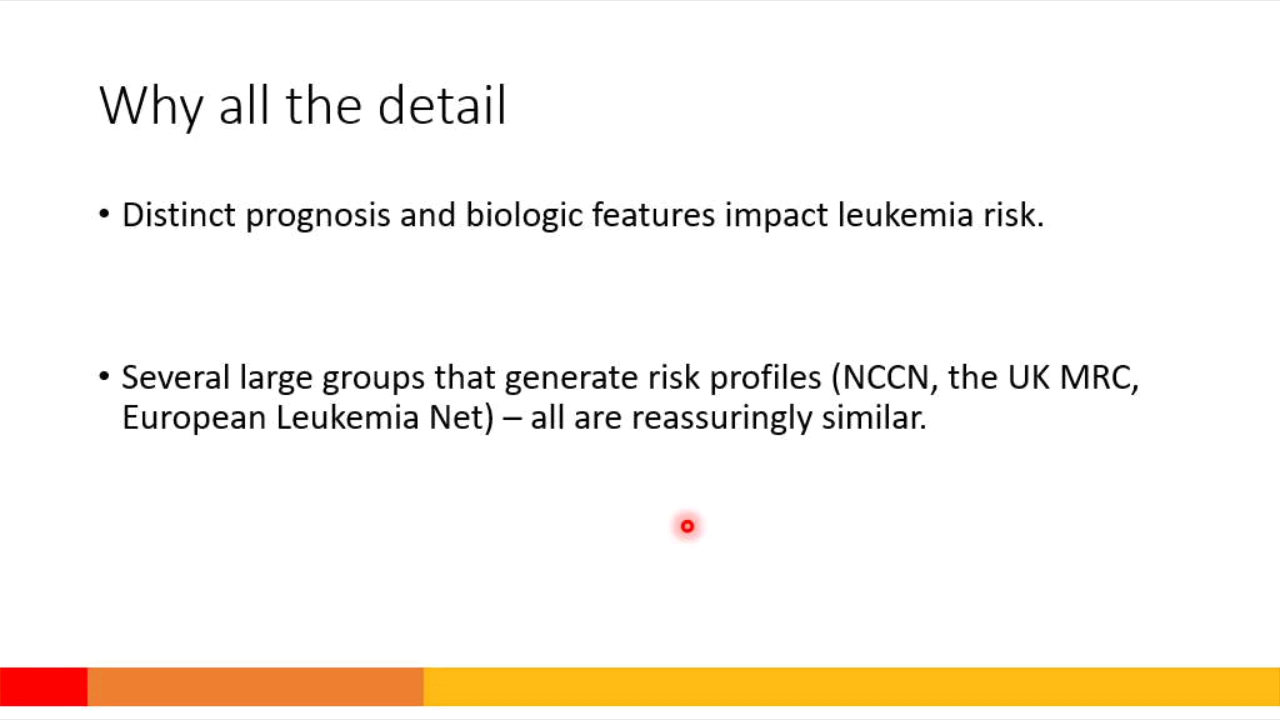 Why all the detail
• Distinct prognosis and biologic features impact leukemia risk.
• Several large groups that generate risk profiles (NCCN, the UK MRC,
European Leukemia Net) – all are reassuringly similar.